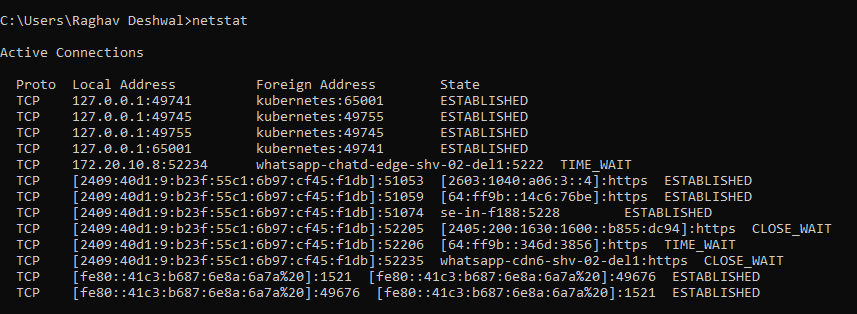 C:\Users\Raghav Deshwal>netstat
Active Connections
Proto  Local Address          Foreign Address        State
TCP    127.0.0.1:49741        kubernetes:65001       ESTABLISHED
TCP    127.0.0.1:49745        kubernetes:49755       ESTABLISHED
TCP    127.0.0.1:49755        kubernetes:49745       ESTABLISHED
TCP    127.0.0.1:65001        kubernetes:49741       ESTABLISHED
TCP    172.20.10.8:52234      whatsapp-chatd-edge-shv-02-del1:5222  TIME_WAIT
TCP    [2409:40d1:9:b23f:55c1:6b97:cf45:f1db]:51053  [2603:1040:a06:3::4]:https  ESTABLISHED
TCP    [2409:40d1:9:b23f:55c1:6b97:cf45:f1db]:51059  [64:ff9b::14c6:76be]:https  ESTABLISHED
TCP    [2409:40d1:9:b23f:55c1:6b97:cf45:f1db]:51074  se-in-f188:5228        ESTABLISHED
TCP    [2409:40d1:9:b23f:55c1:6b97:cf45:f1db]:52205  [2405:200:1630:1600::b855:dc94]:https  CLOSE_WAIT
TCP    [2409:40d1:9:b23f:55c1:6b97:cf45:f1db]:52206  [64:ff9b::346d:3856]:https  TIME_WAIT
TCP    [2409:40d1:9:b23f:55c1:6b97:cf45:f1db]:52235  whatsapp-cdn6-shv-02-del1:https  CLOSE_WAIT
TCP    [fe80::41c3:b687:6e8a:6a7a%20]:1521  [fe80::41c3:b687:6e8a:6a7a%20]:49676  ESTABLISHED
TCP    [fe80::41c3:b687:6e8a:6a7a%20]:49676  [fe80::41c3:b687:6e8a:6a7a%20]:1521  ESTABLISHED